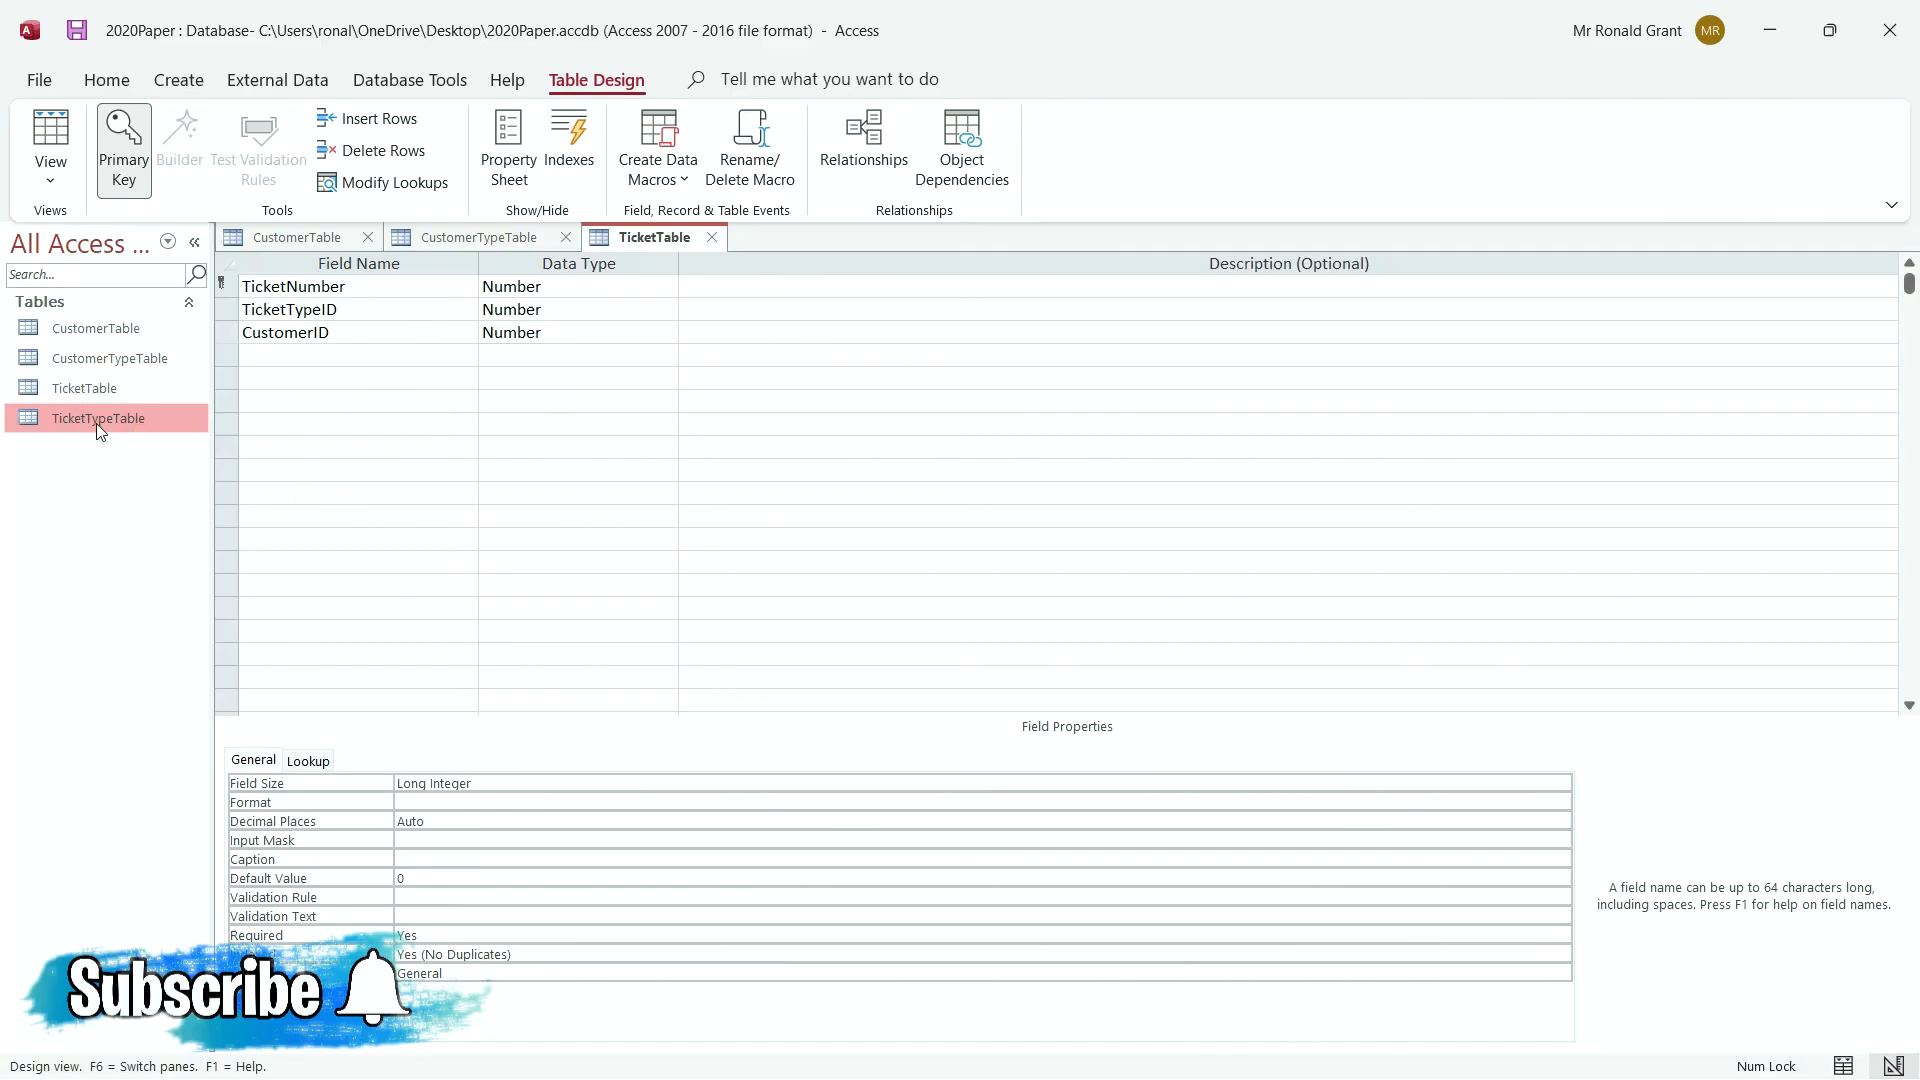 2020Paper : Database- C:\Users\ronal\OneDrive\Desktop\2020Paper.accdb (Access 2007 - 2016 file format) - Access
Mr Ronald Grant
MR
File Home Create External Data Database Tools Help Table Design Tell me what you want to do
View
Primary Key
Builder
Test Validation Rules
Insert Rows
Delete Rows
Modify Lookups
Property Sheet
Indexes
Create Data Macros
Rename/ Delete Macro
Relationships
Object Dependencies
Views
Tools
Show/Hide
Field, Record & Table Events
Relationships
All Access ...
Search...
Tables
CustomerTable
CustomerTypeTable
TicketTable
TicketTypeTable
CustomerTable CustomerTypeTable TicketTable
Field Name Data Type Description (Optional)
TicketNumber Number
TicketTypeID Number
CustomerID Number
Field Properties
General Lookup
Field Size Long Integer
Format
Decimal Places Auto
Input Mask
Caption
Default Value 0
Validation Rule
Validation Text
Required Yes
Yes (No Duplicates)
General
A field name can be up to 64 characters long,
including spaces. Press F1 for help on field names.
Subscribe
Design view. F6 = Switch panes. F1 = Help.
Num Lock